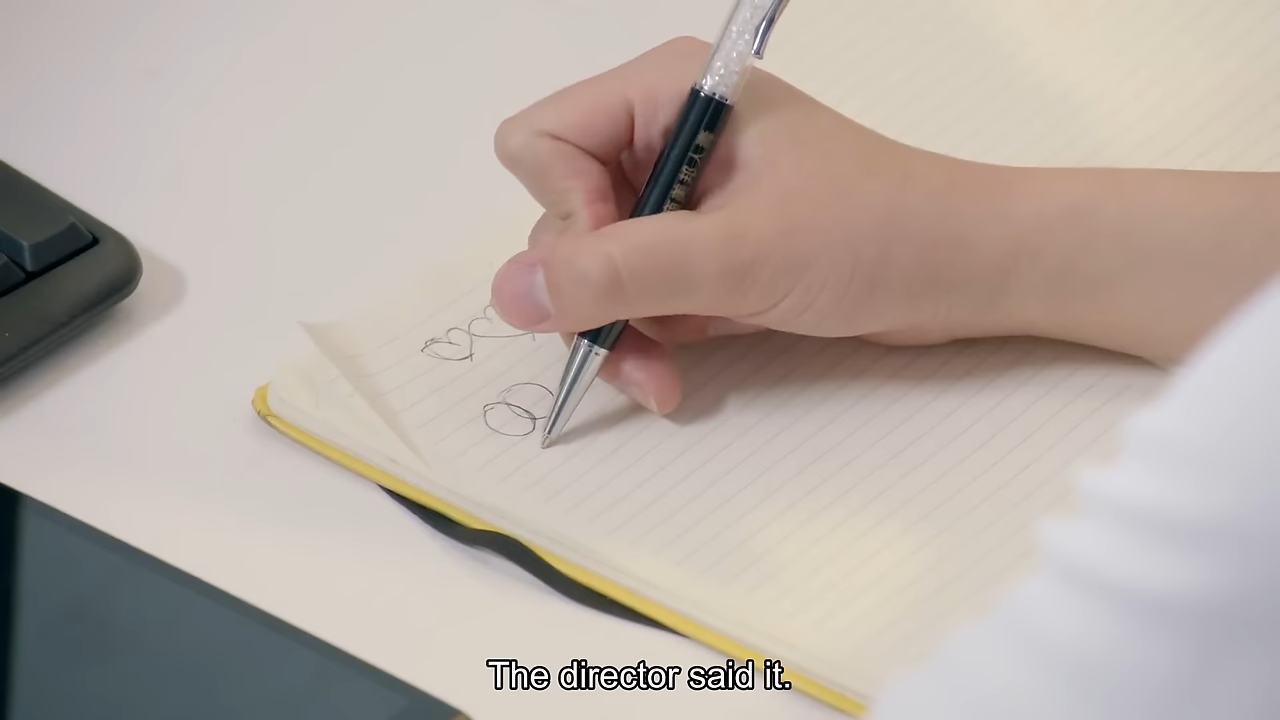 The director said it.